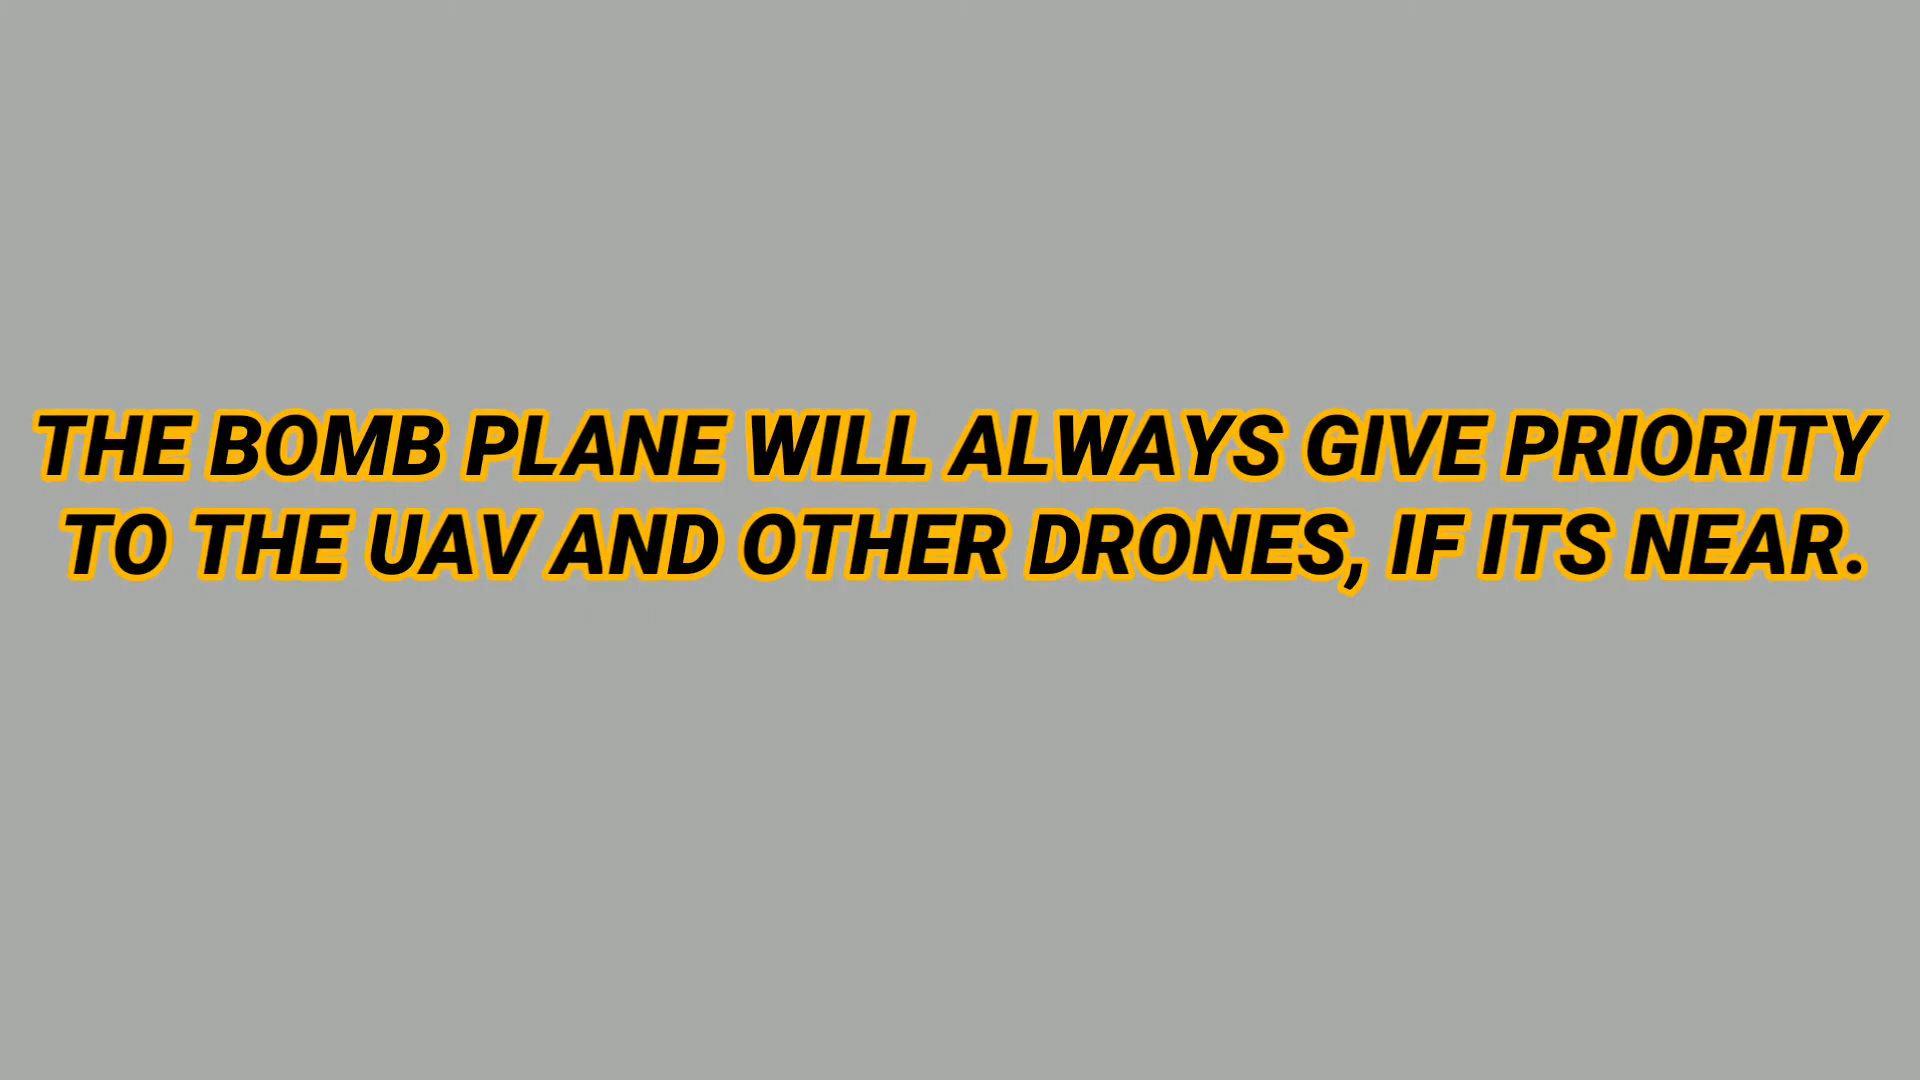 THE BOMB PLANE WILL ALWAYS GIVE PRIORITY
TO THE UAV AND OTHER DRONES, IF ITS NEAR.